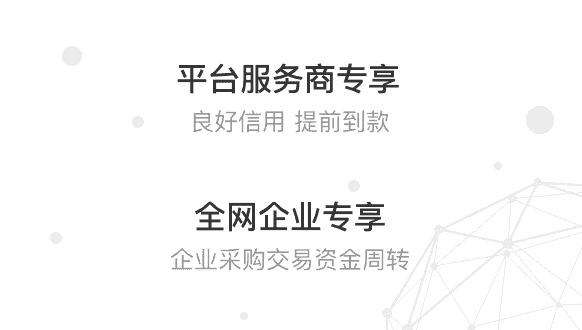 平台服务商专享
良好信用 提前到款
全网企业专享
企业采购交易资金周转